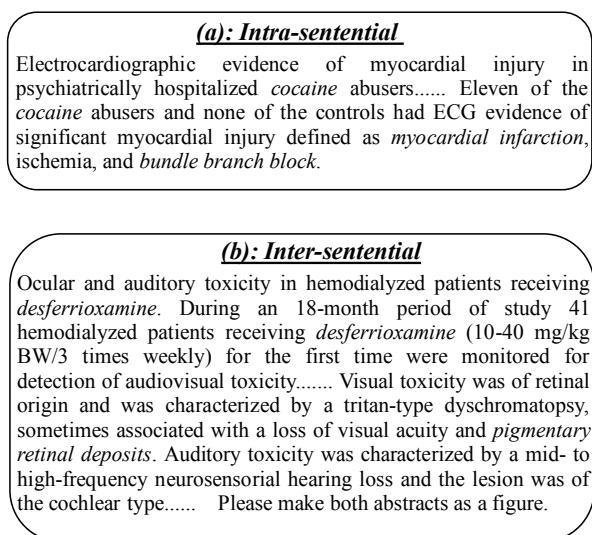 (a): Intra-sentential
Electrocardiographic evidence of myocardial injury in
psychiatrically hospitalized cocaine abusers...... Eleven of the
cocaine abusers and none of the controls had ECG evidence of
significant myocardial injury defined as myocardial infarction,
ischemia, and bundle branch block.
(b): Inter-sentential
Ocular and auditory toxicity in hemodialyzed patients receiving
desferrioxamine. During an 18-month period of study 41
hemodialyzed patients receiving desferrioxamine (10-40 mg/kg
BW/3 times weekly) for the first time were monitored for
detection of audiovisual toxicity....... Visual toxicity was of retinal
origin and was characterized by a tritan-type dyschromatopsy,
sometimes associated with a loss of visual acuity and pigmentary
retinal deposits. Auditory toxicity was characterized by a mid- to
high-frequency neurosensorial hearing loss and the lesion was of
the cochlear type...... Please make both abstracts as a figure.